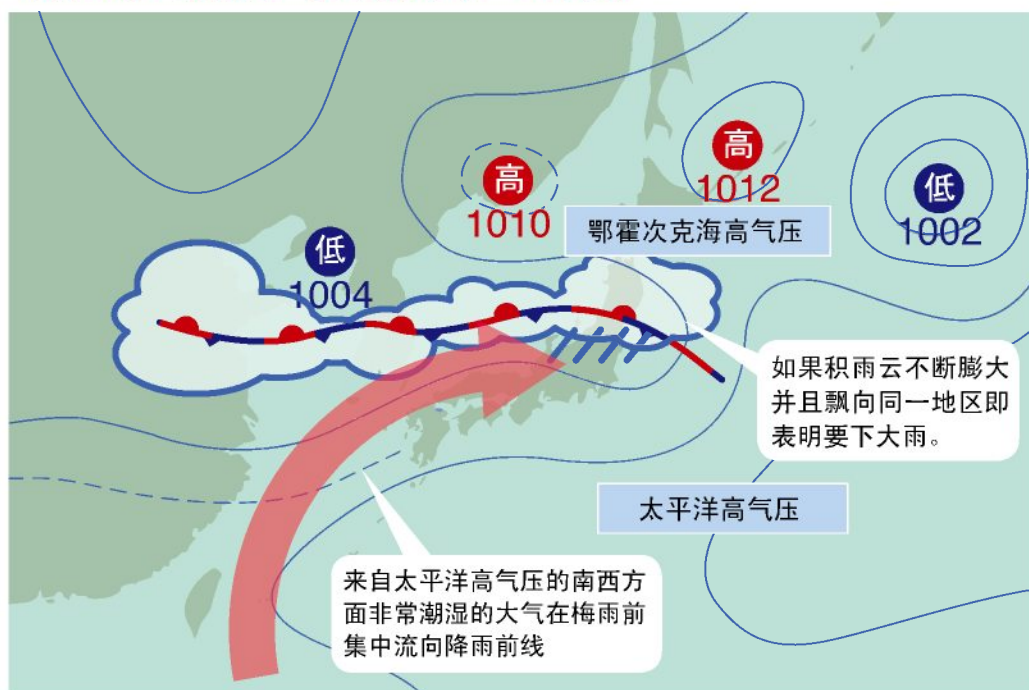 高
1010
高
1012
低
1002
鄂霍次克海高气压
低
1004
如果积雨云不断膨大
并且飘向同一地区即
表明要下大雨。
太平洋高气压
来自太平洋高气压的南西方
面非常潮湿的大气在梅雨前
集中流向降雨前线